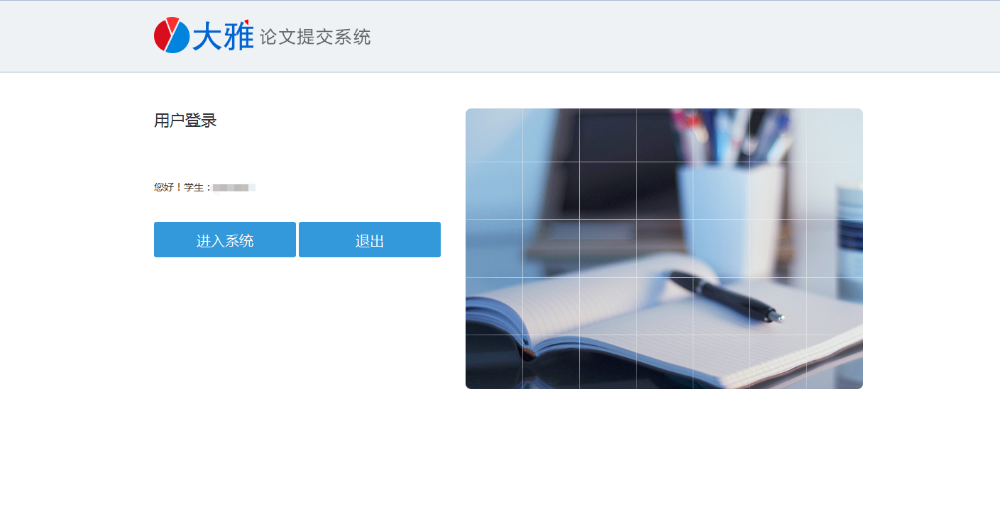 大雅 论文提交系统
用户登录
您好！学生：
进入系统 退出